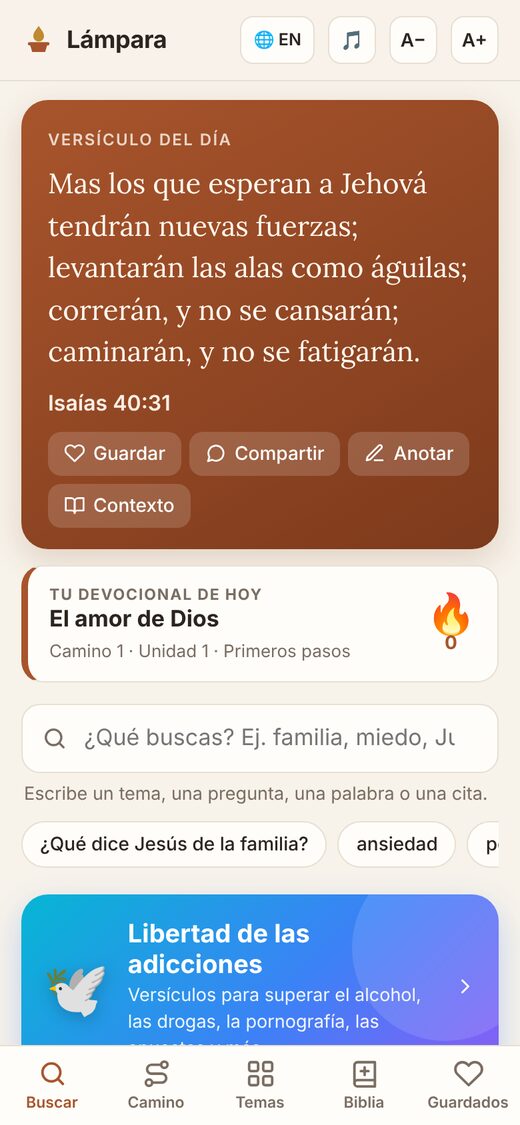 Lámpara
EN
A−
A+
VERSÍCULO DEL DÍA
Mas los que esperan a Jehová
tendrán nuevas fuerzas;
levantarán las alas como águilas;
correrán, y no se cansarán;
caminarán, y no se fatigarán.
Isaías 40:31
Guardar
Compartir
Anotar
Contexto
TU DEVOCIONAL DE HOY
El amor de Dios
Camino 1 · Unidad 1 · Primeros pasos
0
¿Qué buscas? Ej. familia, miedo, Ju
Escribe un tema, una pregunta, una palabra o una cita.
¿Qué dice Jesús de la familia?
ansiedad
Libertad de las
adicciones
Versículos para superar el alcohol,
las drogas, la pornografía, las
Buscar
Camino
Temas
Biblia
Guardados